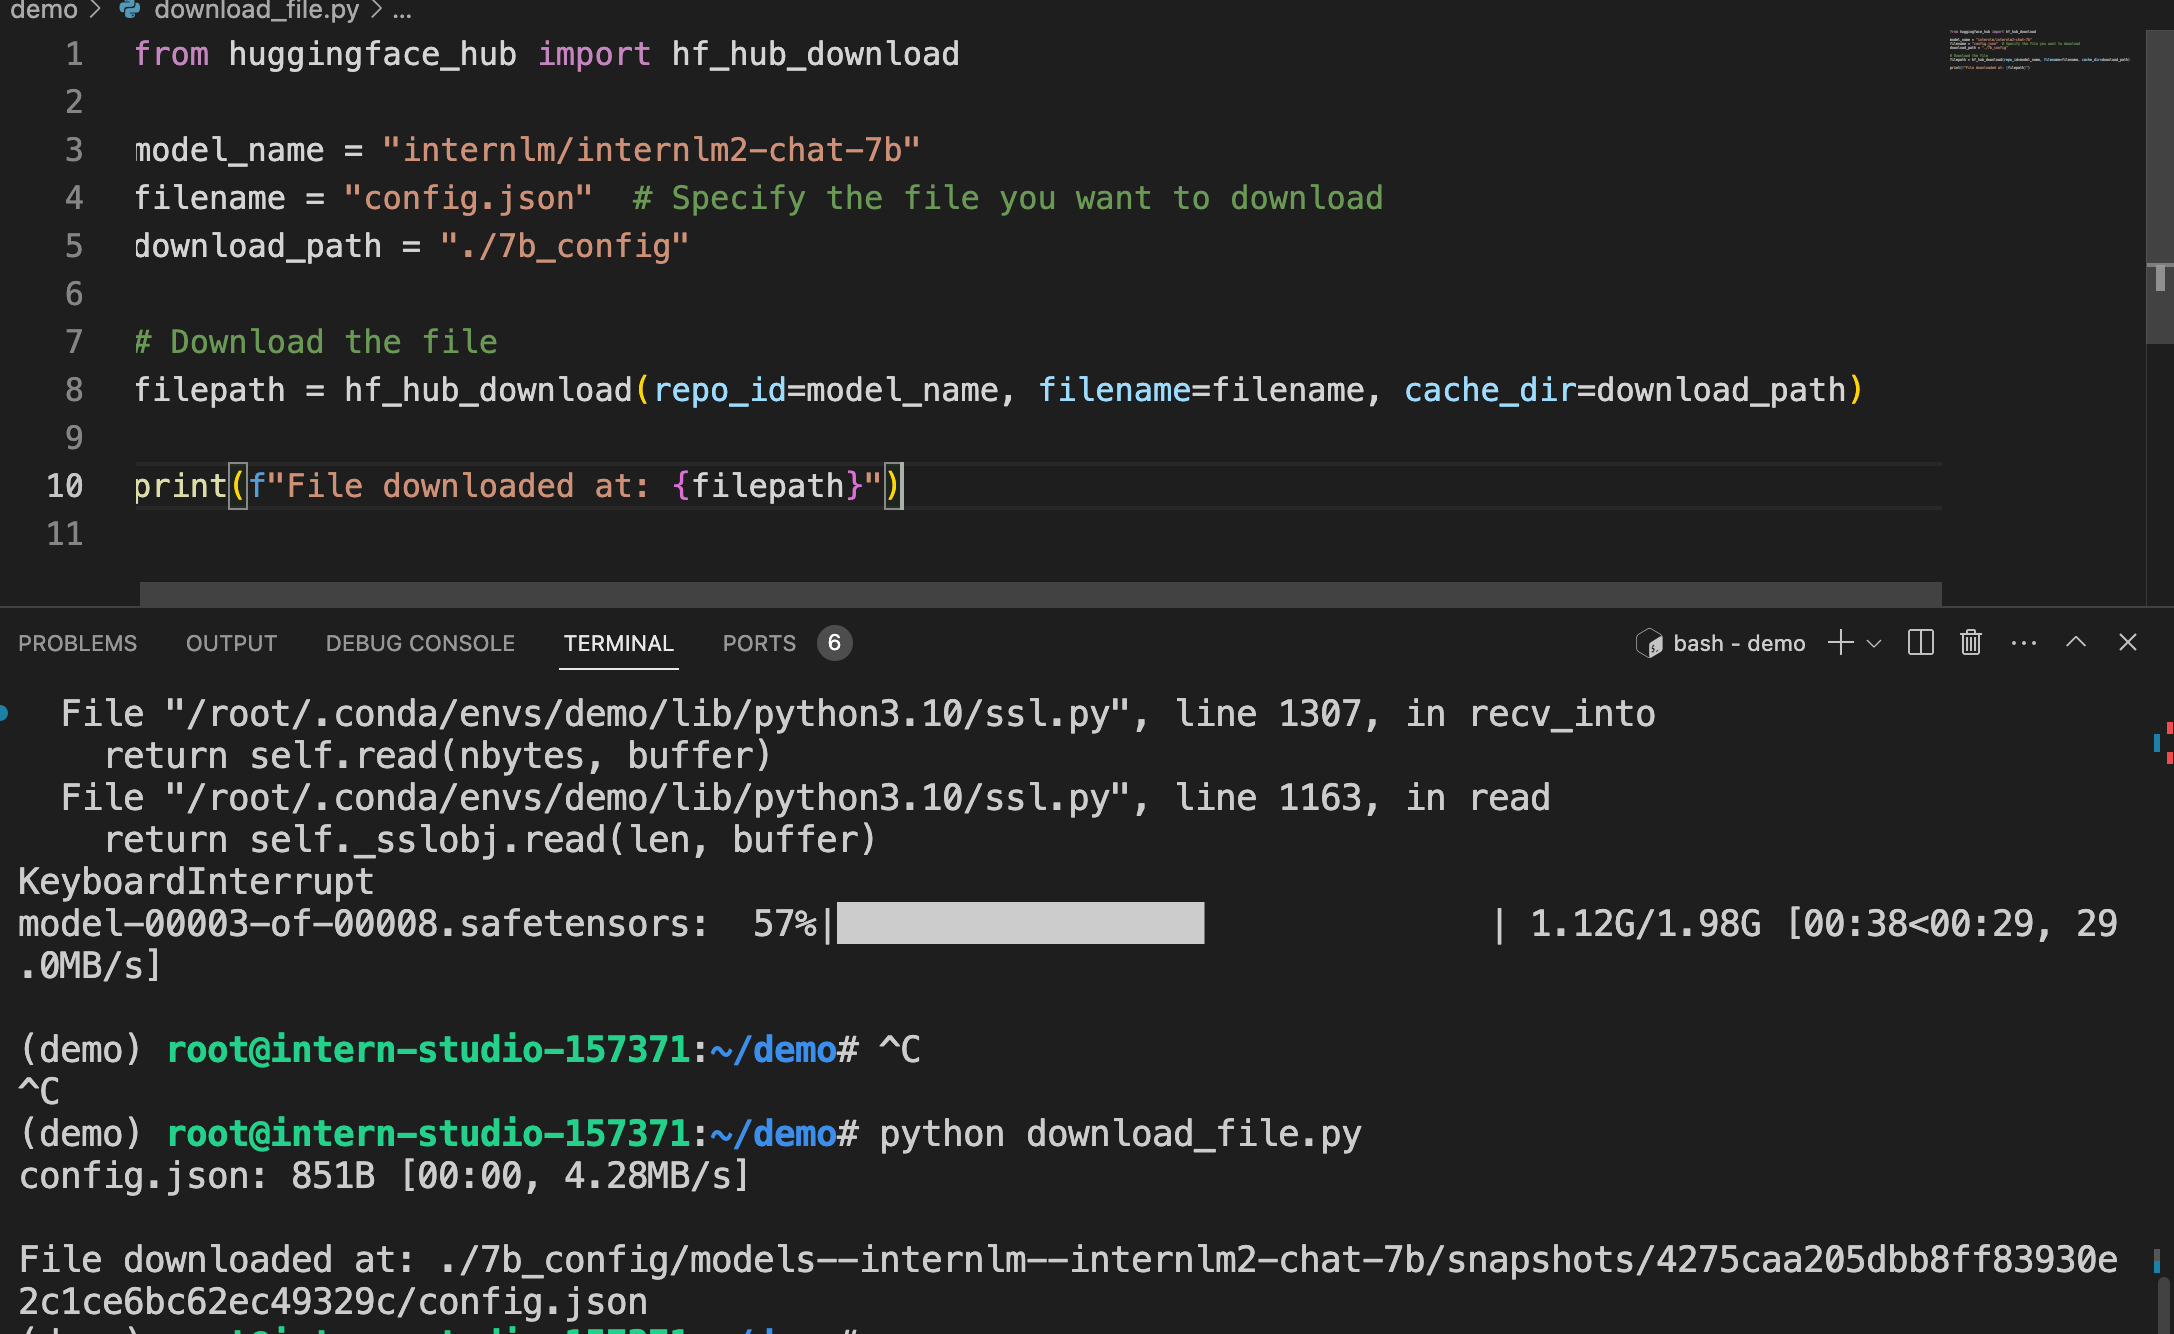 demo > download_file.py > ...
1 from huggingface_hub import hf_hub_download
2
3 model_name = "internlm/internlm2-chat-7b"
4 filename = "config.json"  # Specify the file you want to download
5 download_path = "./7b_config"
6
7 # Download the file
8 filepath = hf_hub_download(repo_id=model_name, filename=filename, cache_dir=download_path)
9
10 print(f"File downloaded at: {filepath}")
11
PROBLEMS OUTPUT DEBUG CONSOLE TERMINAL PORTS 6 bash - demo
File "/root/.conda/envs/demo/lib/python3.10/ssl.py", line 1307, in recv_into
return self.read(nbytes, buffer)
File "/root/.conda/envs/demo/lib/python3.10/ssl.py", line 1163, in read
return self._sslobj.read(len, buffer)
KeyboardInterrupt
model-00003-of-00008.safetensors:  57%| | 1.12G/1.98G [00:38<00:29, 29
.0MB/s]
(demo) root@intern-studio-157371:~/demo# ^C
^C
(demo) root@intern-studio-157371:~/demo# python download_file.py
config.json: 851B [00:00, 4.28MB/s]
File downloaded at: ./7b_config/models--internlm--internlm2-chat-7b/snapshots/4275caa205dbb8ff83930e
2c1ce6bc62ec49329c/config.json